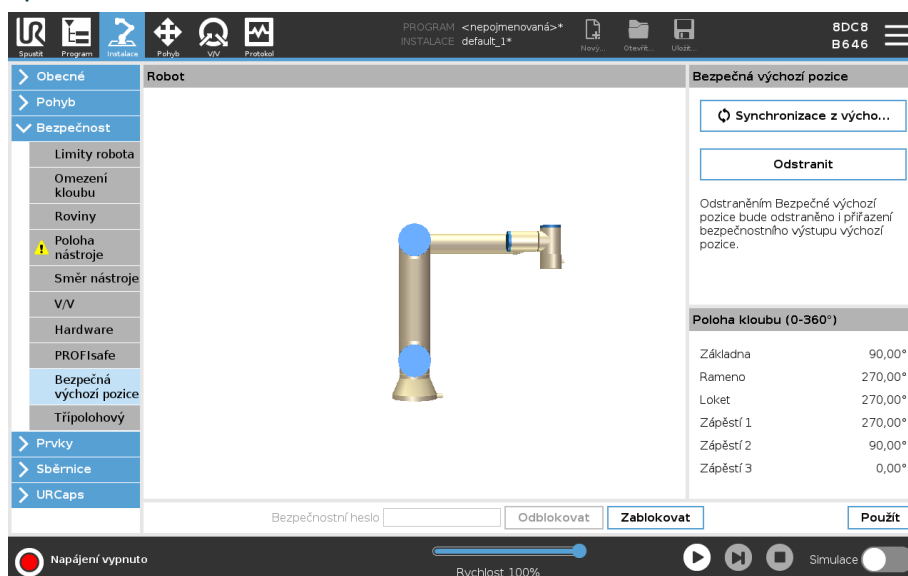 PROGRAM <nepojmenovaná>*
INSTALACE default_1*
8DC8
B646
Spustit
Program
Instalace
Pohyb
V/V
Protokol
Nový...
Otevřít...
Uložit...
Obecné
Pohyb
Bezpečnost
Limity robota
Omezení
kloubu
Roviny
Poloha
nástroje
Směr nástroje
V/V
Hardware
PROFIsafe
Bezpečná
výchozí pozice
Třípolohový
Prvky
Sběrnice
URCaps
Robot
Bezpečná výchozí pozice
Synchronizace z výcho...
Odstranit
Odstraněním Bezpečné výchozí
pozice bude odstraněno i přiřazení
bezpečnostního výstupu výchozí
pozice.
Poloha kloubu (0-360°)
Základna 90,00°
Rameno 270,00°
Loket 270,00°
Zápěstí 1 270,00°
Zápěstí 2 90,00°
Zápěstí 3 0,00°
Bezpečnostní heslo
Odblokovat
Zablokovat
Použít
Napájení vypnuto
Rychlost 100%
Simulace